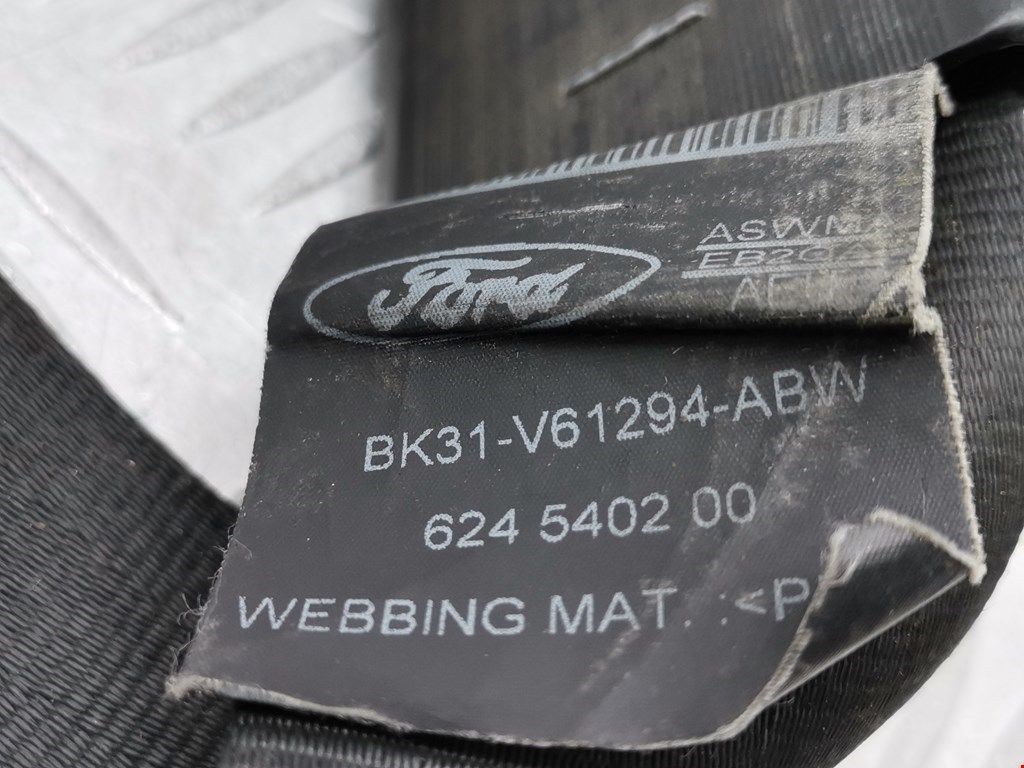 Ford
BK31-V61294-ABW
624 5402 00
WEBBING MAT. :<P